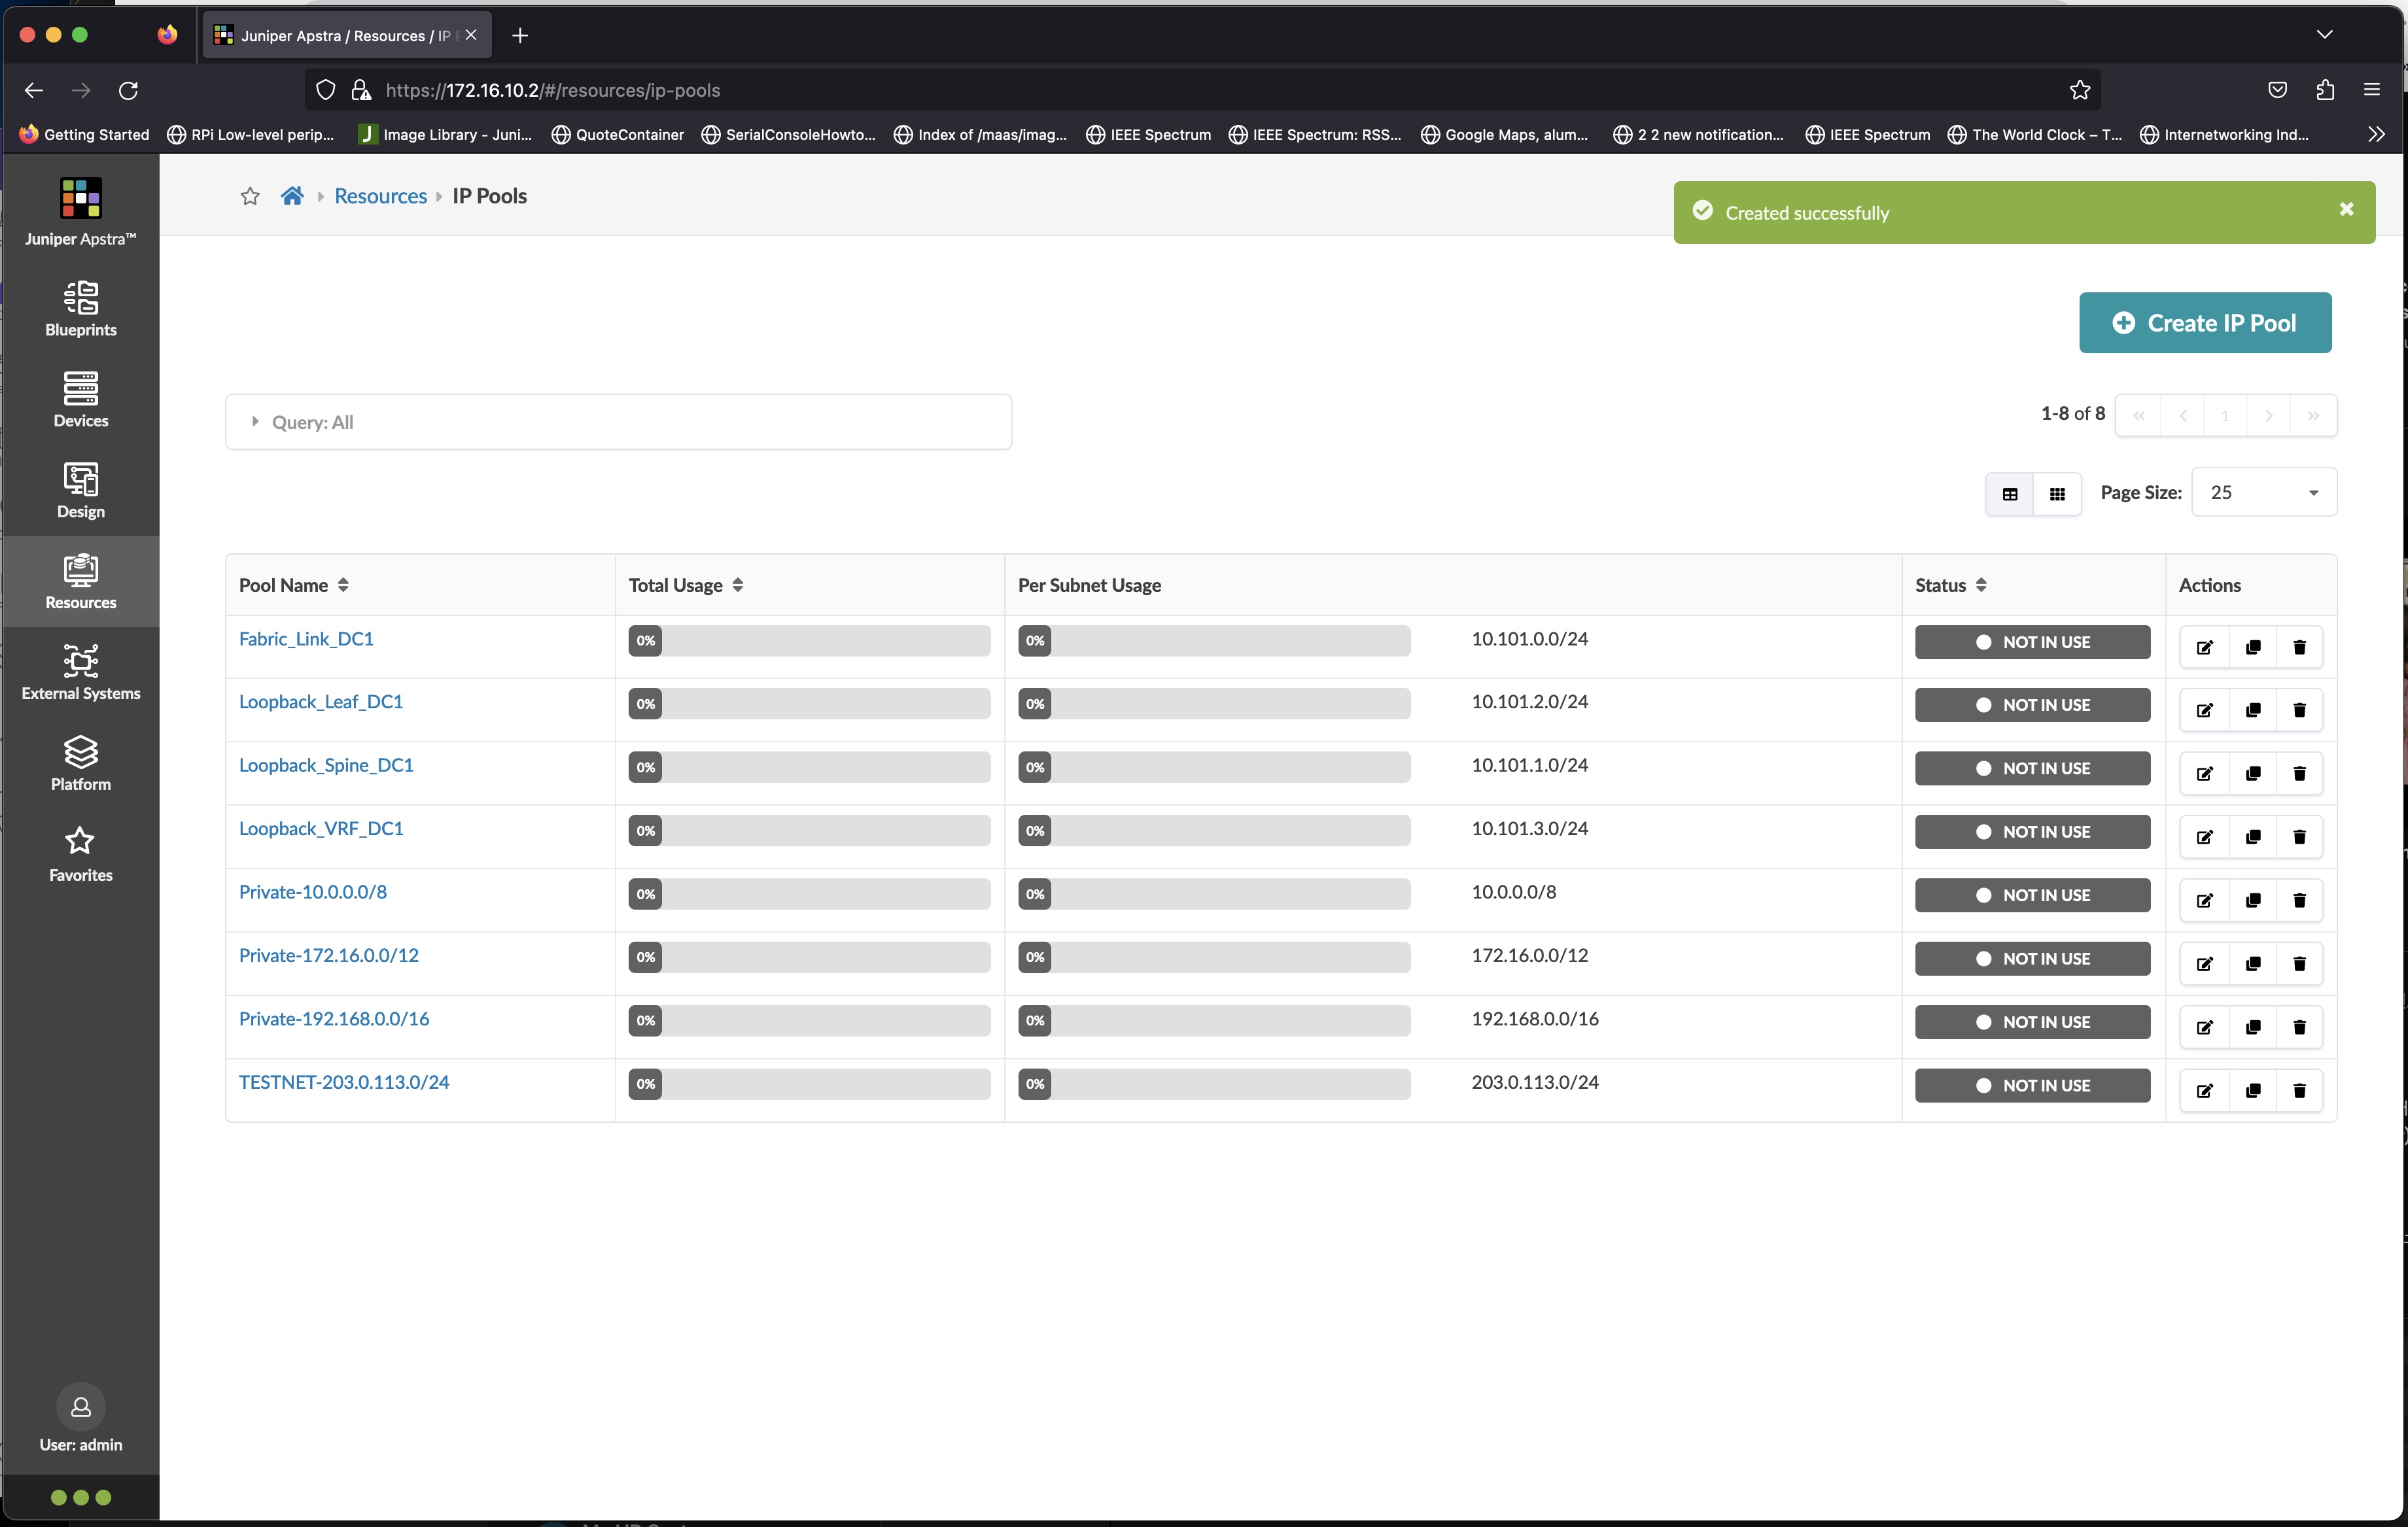 Juniper Apstra / Resources / IP
https://172.16.10.2/#/resources/ip-pools
Getting Started RPi Low-level perip... Image Library - Juni... QuoteContainer SerialConsoleHowto... Index of /maas/imag... IEEE Spectrum IEEE Spectrum: RSS... Google Maps, alum... 2 2 new notification... IEEE Spectrum The World Clock – T... Internetworking Ind...
Juniper Apstra™
Blueprints
Devices
Design
Resources
External Systems
Platform
Favorites
User: admin
Resources IP Pools
Created successfully
Create IP Pool
Query: All
1-8 of 8 « < 1 > »
Page Size: 25
Pool Name Total Usage Per Subnet Usage Status Actions
Fabric_Link_DC1 0% 0% 10.101.0.0/24 NOT IN USE
Loopback_Leaf_DC1 0% 0% 10.101.2.0/24 NOT IN USE
Loopback_Spine_DC1 0% 0% 10.101.1.0/24 NOT IN USE
Loopback_VRF_DC1 0% 0% 10.101.3.0/24 NOT IN USE
Private-10.0.0.0/8 0% 0% 10.0.0.0/8 NOT IN USE
Private-172.16.0.0/12 0% 0% 172.16.0.0/12 NOT IN USE
Private-192.168.0.0/16 0% 0% 192.168.0.0/16 NOT IN USE
TESTNET-203.0.113.0/24 0% 0% 203.0.113.0/24 NOT IN USE